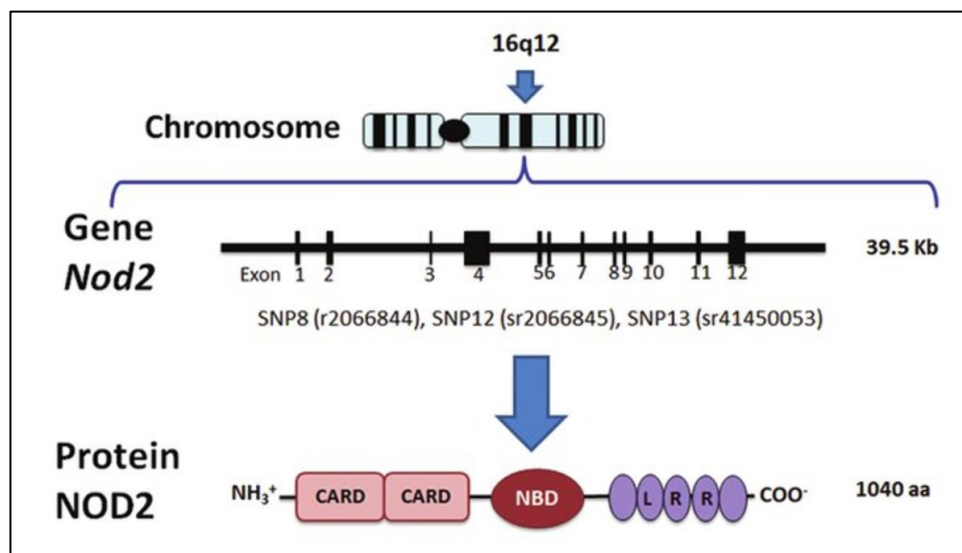 16q12
Chromosome
Gene
Nod2
39.5 Kb
Exon 1 2 3 4 5 6 7 8 9 10 11 12
SNP8 (r2066844), SNP12 (sr2066845), SNP13 (sr41450053)
Protein
NOD2
NH₃⁺ CARD CARD NBD L R R COO⁻
1040 aa